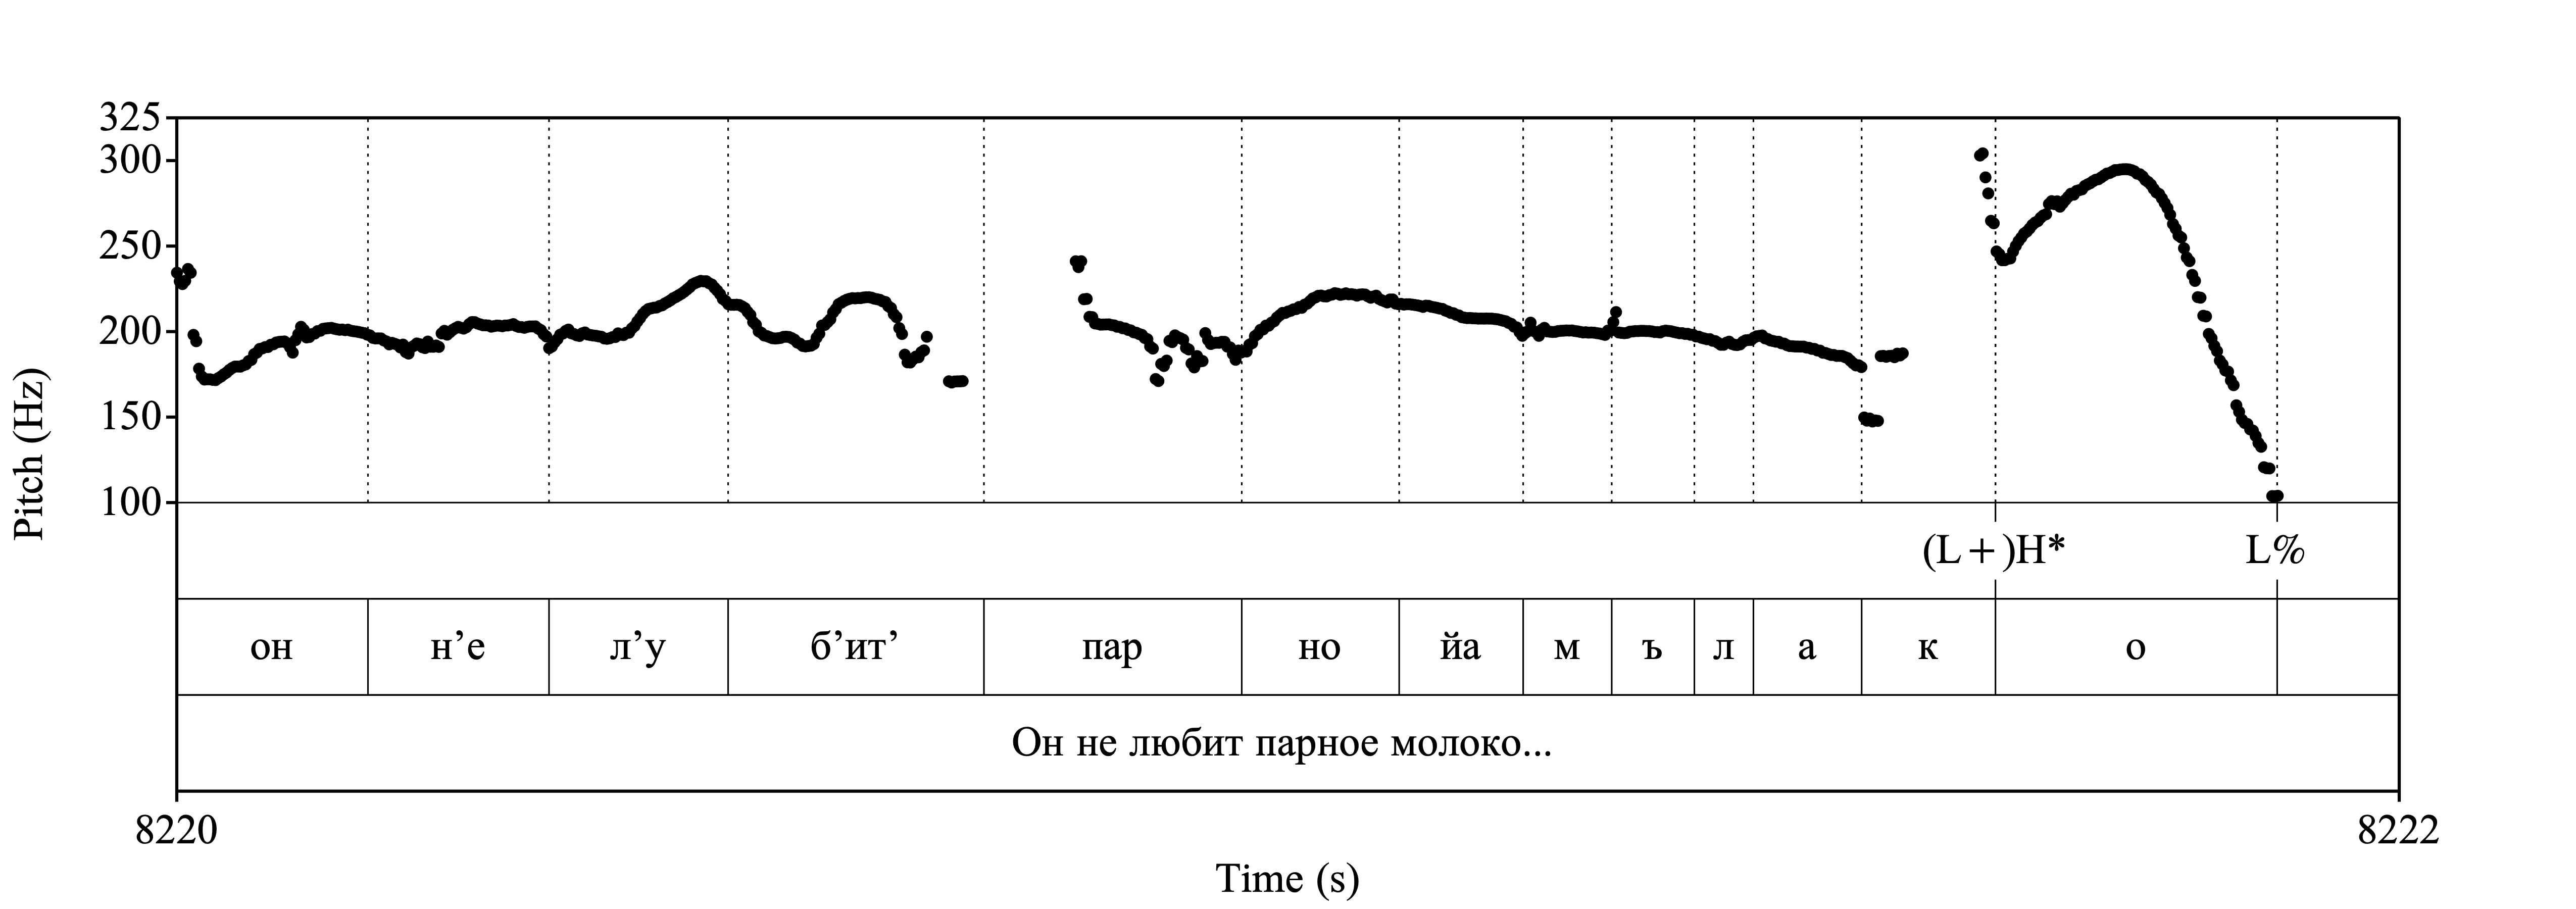 325
300
250
200
150
100
Pitch (Hz)
(L+)H* L%
он н’е л’у б’ит’ пар но йа м ъ л а к о
Он не любит парное молоко...
8220 8222
Time (s)